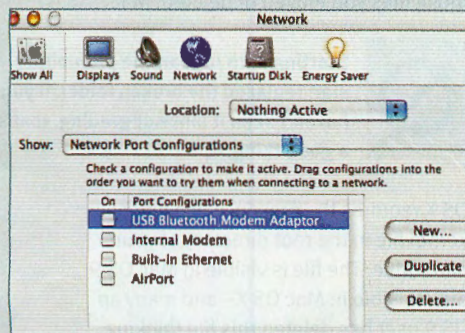 Network
Show All Displays Sound Network Startup Disk Energy Saver
Location: Nothing Active
Show: Network Port Configurations
Check a configuration to make it active. Drag configurations into the
order you want to try them when connecting to a network.
On Port Configurations
USB Bluetooth Modem Adaptor
Internal Modem
Built-In Ethernet
AirPort
New...
Duplicate
Delete...